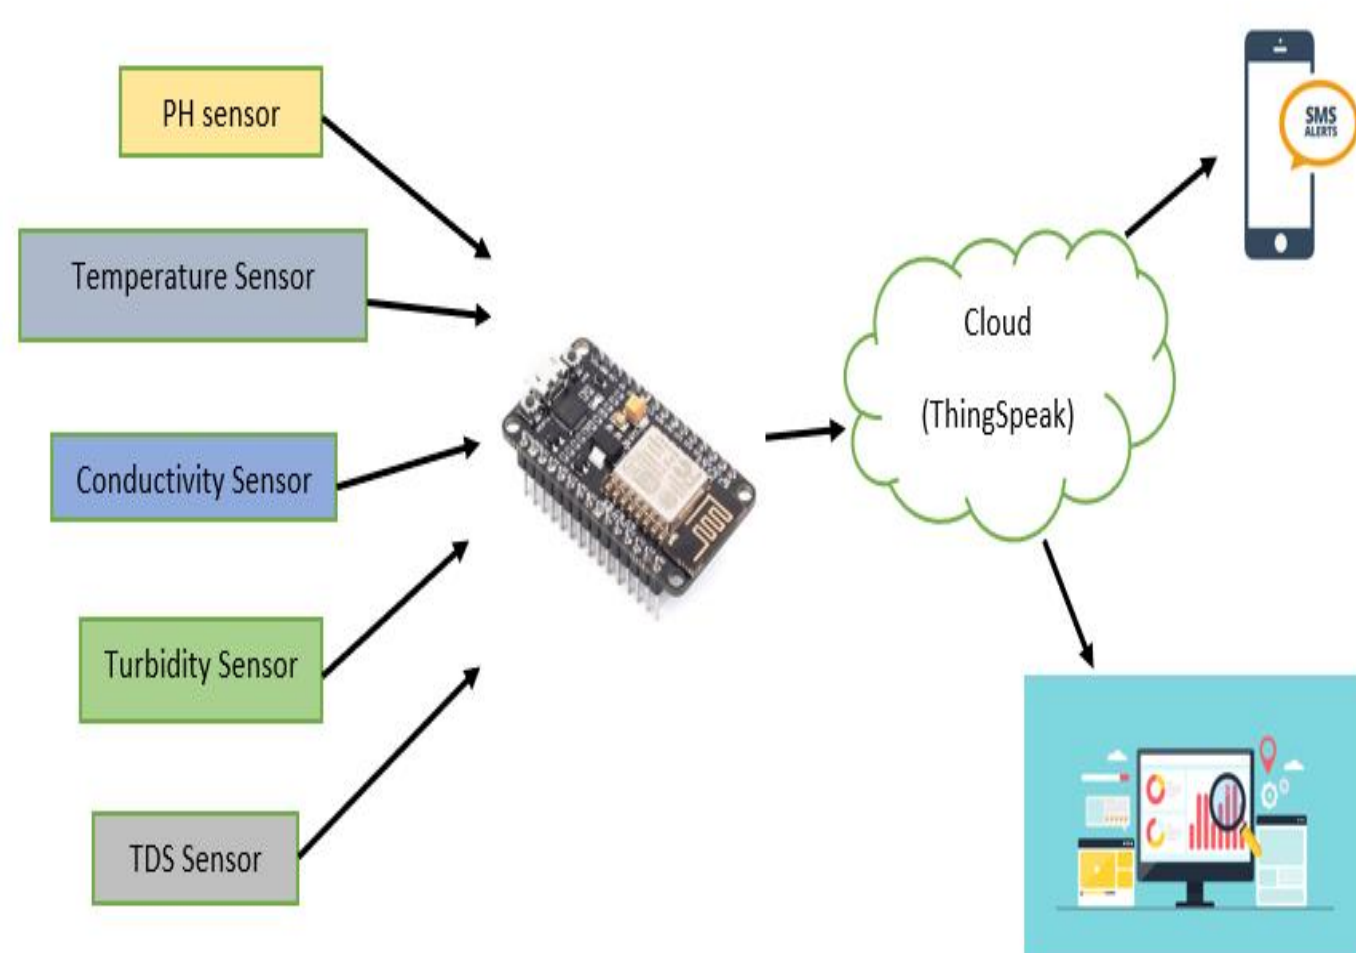 PH sensor
Temperature Sensor
Conductivity Sensor
Turbidity Sensor
TDS Sensor
Cloud
(ThingSpeak)
SMS
ALERTS